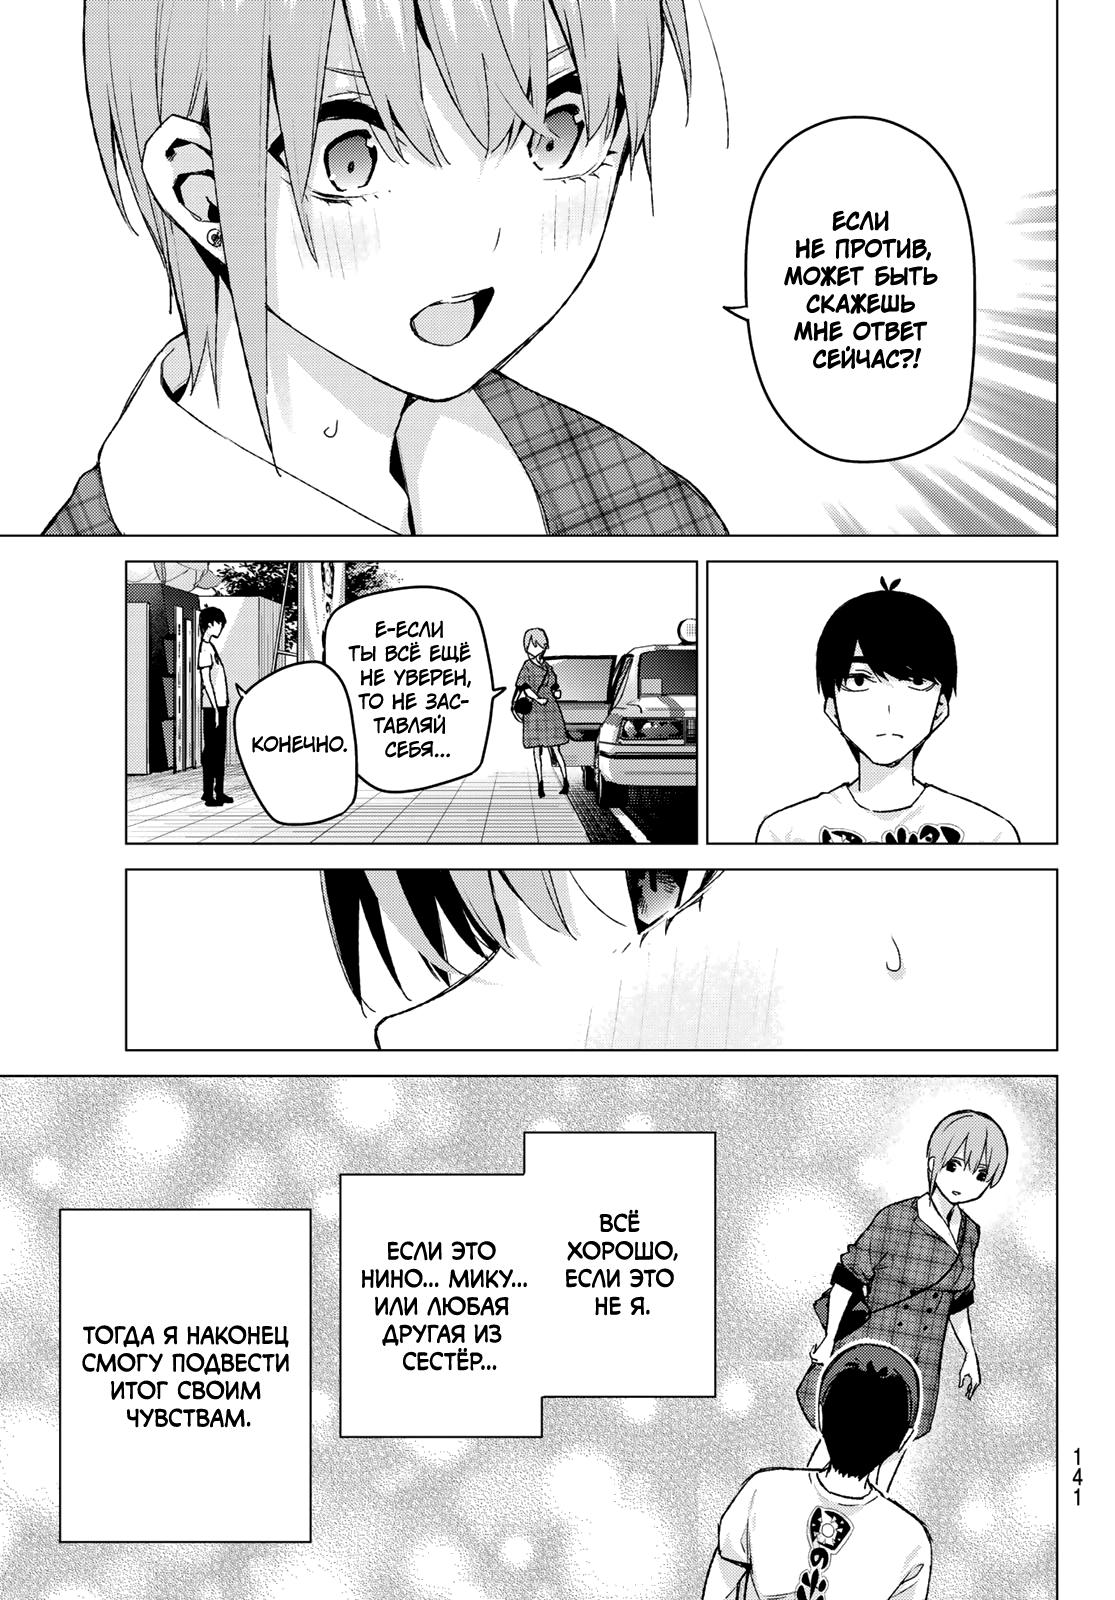 ЕСЛИ
НЕ ПРОТИВ,
МОЖЕТ БЫТЬ
СКАЖЕШЬ
МНЕ ОТВЕТ
СЕЙЧАС?!
Е-ЕСЛИ
ТЫ ВСЁ ЕЩЁ
НЕ УВЕРЕН,
ТО НЕ ЗАС-
ТАВЛЯЙ
СЕБЯ...
КОНЕЧНО.
ВСЁ
ХОРОШО,
ЕСЛИ ЭТО
НЕ Я.
ЕСЛИ ЭТО
НИНО... МИКУ...
ИЛИ ЛЮБАЯ
ДРУГАЯ ИЗ
СЕСТЁР...
ТОГДА Я НАКОНЕЦ
СМОГУ ПОДВЕСТИ
ИТОГ СВОИМ
ЧУВСТВАМ.
141